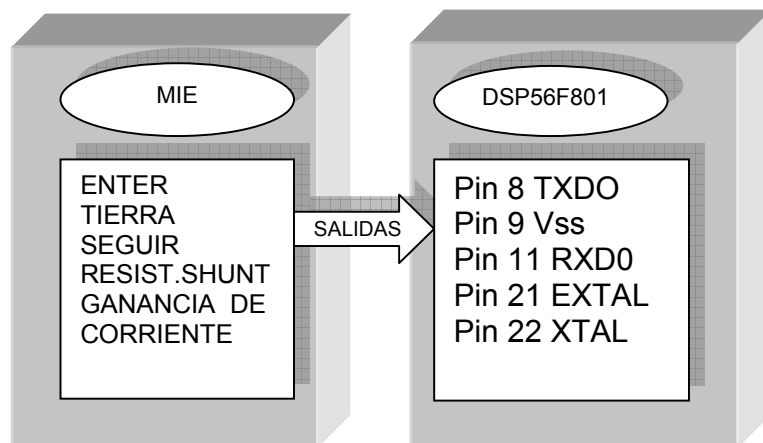 MIE
ENTER
TIERRA
SEGUIR
RESIST.SHUNT
GANANCIA DE
CORRIENTE
SALIDAS
DSP56F801
Pin 8 TXDO
Pin 9 Vss
Pin 11 RXD0
Pin 21 EXTAL
Pin 22 XTAL